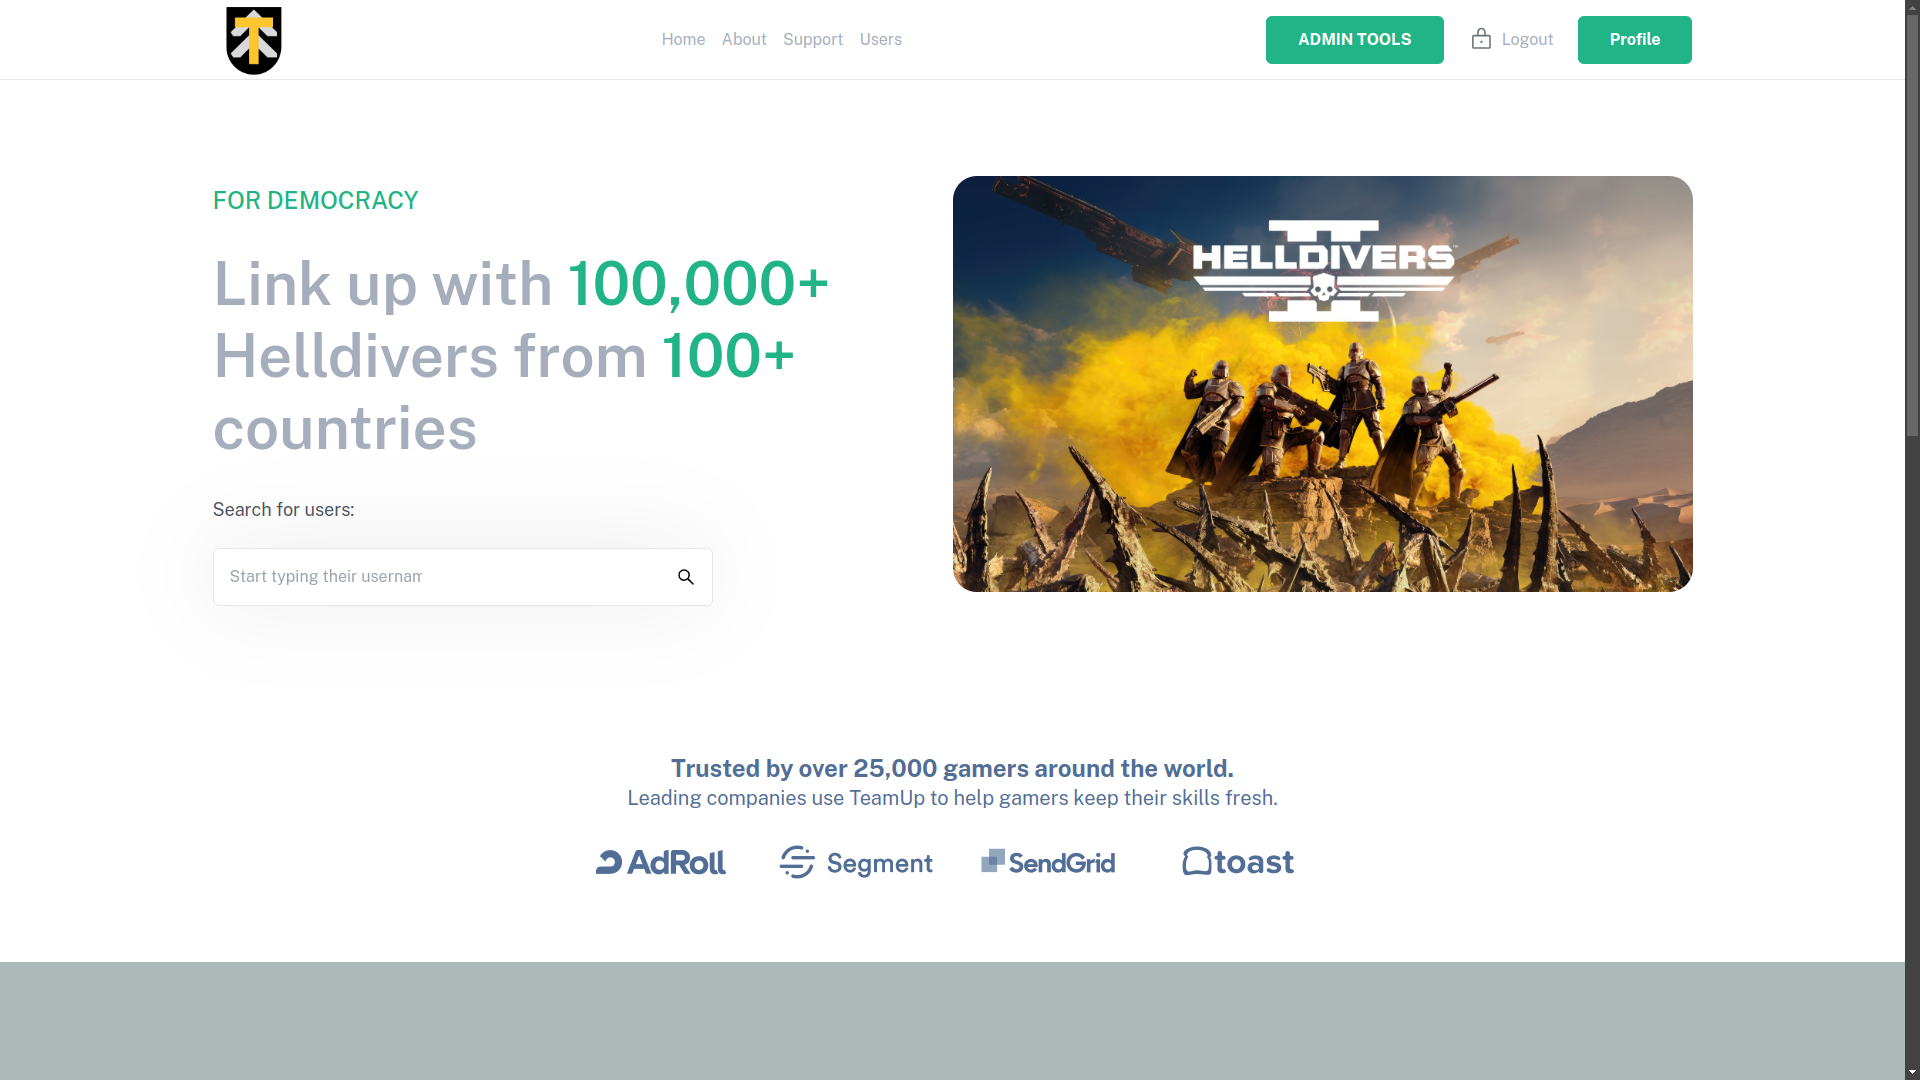 Home About Support Users ADMIN TOOLS Logout Profile
FOR DEMOCRACY
Link up with 100,000+
Helldivers from 100+
countries
Search for users:
Start typing their usernam
HELLDIVERS
II
Trusted by over 25,000 gamers around the world.
Leading companies use TeamUp to help gamers keep their skills fresh.
AdRoll Segment SendGrid toast